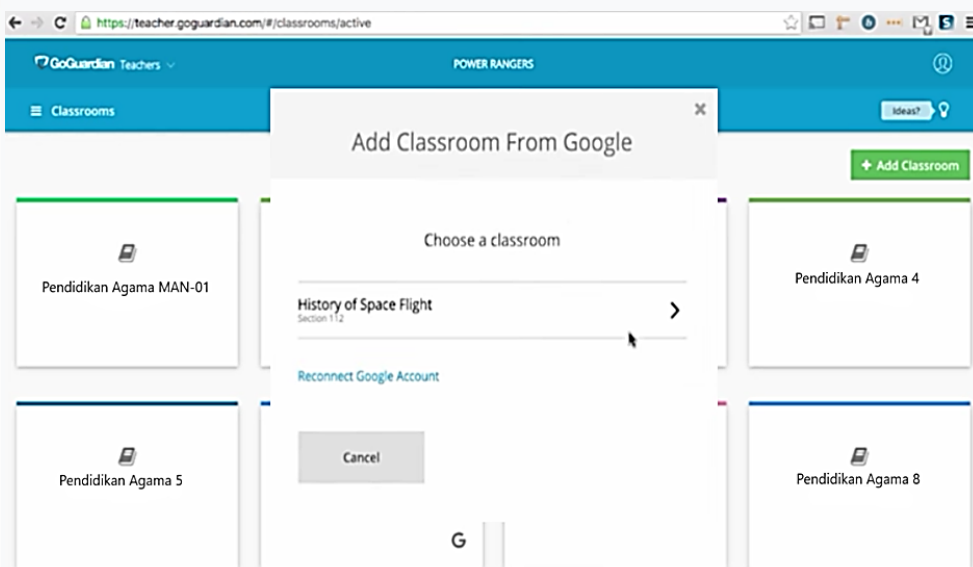 https://teacher.goguardian.com/#/classrooms/active
GoGuardian Teachers
POWER RANGERS
Classrooms
Ideas?
Add Classroom From Google
+ Add Classroom
Choose a classroom
Pendidikan Agama MAN-01
Pendidikan Agama 4
History of Space Flight
Section 112
Reconnect Google Account
Cancel
Pendidikan Agama 5
Pendidikan Agama 8
G